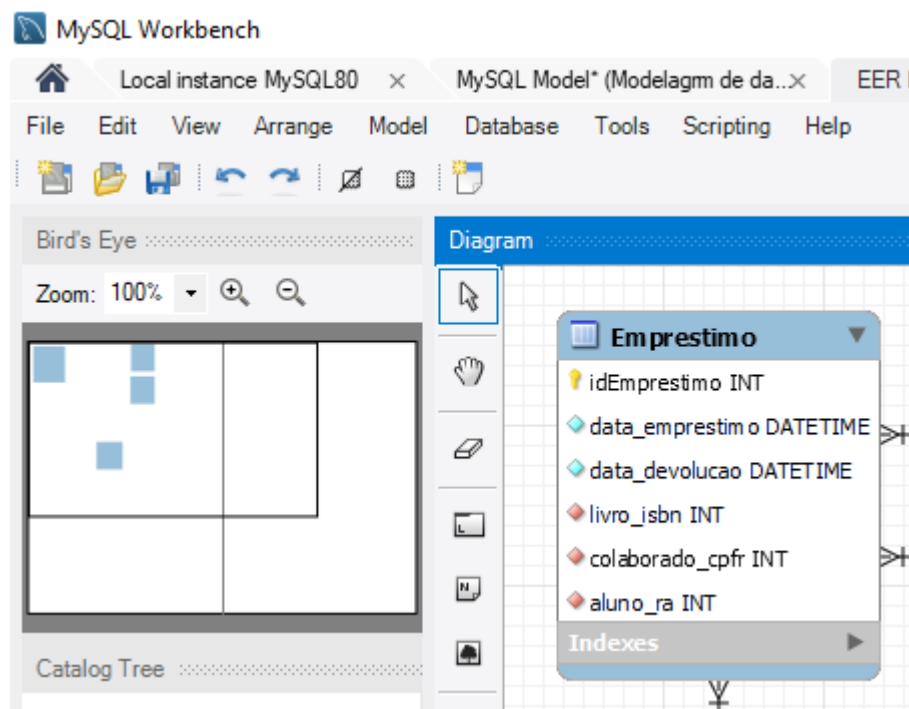 MySQL Workbench
Local instance MySQL80 × MySQL Model* (Modelagrm de da...× EER
File Edit View Arrange Model Database Tools Scripting Help
Bird's Eye
Diagram
Zoom: 100%
Emprestimo
idEmprestimo INT
data_emprestimo DATETIME
data_devolucao DATETIME
livro_isbn INT
colaborado_cpfr INT
aluno_ra INT
Indexes
Catalog Tree